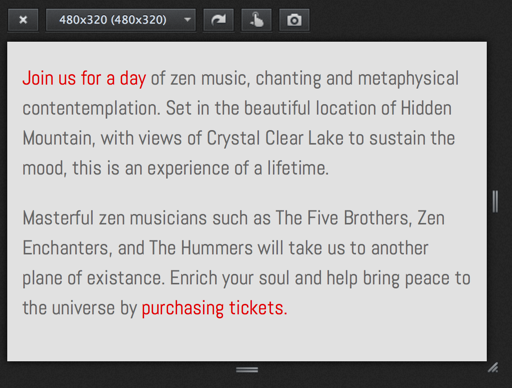 480x320 (480x320)
Join us for a day of zen music, chanting and metaphysical
contentemplation. Set in the beautiful location of Hidden
Mountain, with views of Crystal Clear Lake to sustain the
mood, this is an experience of a lifetime.
Masterful zen musicians such as The Five Brothers, Zen
Enchanters, and The Hummers will take us to another
plane of existance. Enrich your soul and help bring peace to
the universe by purchasing tickets.